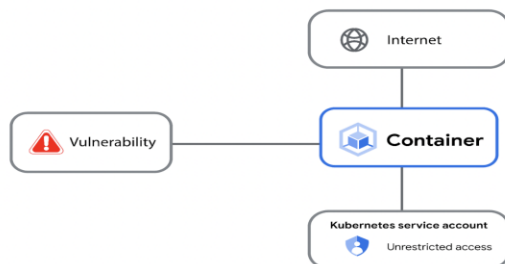 Internet
Vulnerability
Container
Kubernetes service account
Unrestricted access